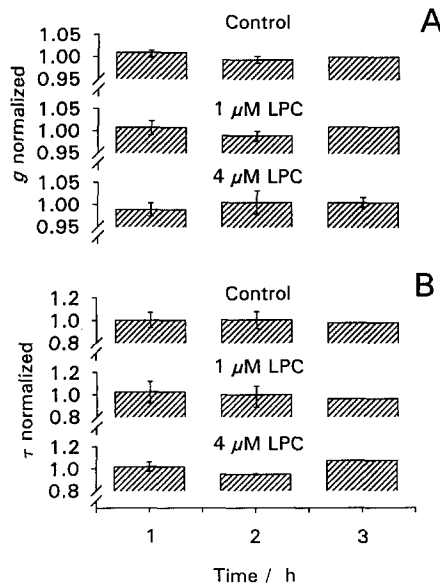 A
Control
1.05
1.00
0.95
1 μM LPC
1.05
1.00
0.95
g normalized
4 μM LPC
1.05
1.00
0.95
B
Control
1.2
1.0
0.8
1 μM LPC
1.2
1.0
0.8
τ normalized
4 μM LPC
1.2
1.0
0.8
1 2 3
Time / h